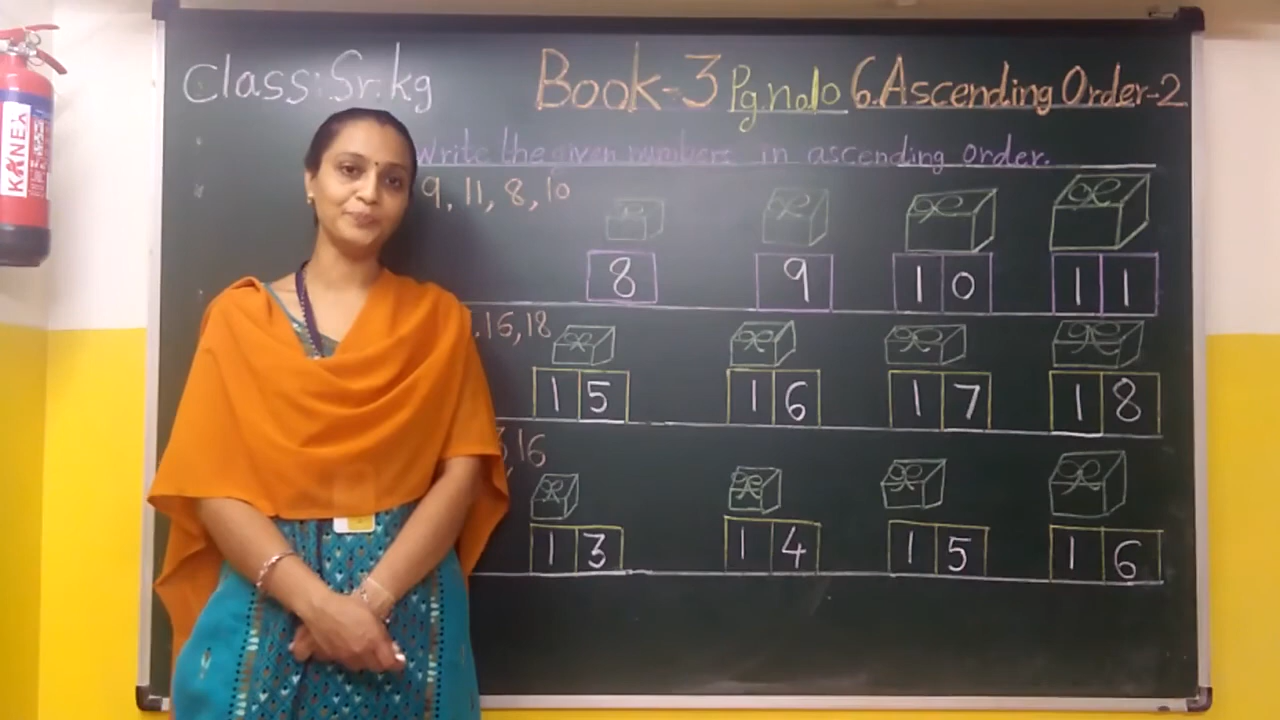 Class: Sr.kg
Book-3 Pg.no.10 6.Ascending Order-2
Write the given numbers in ascending order.
9, 11, 8, 10
8 9 10 11
16, 18
15 16 17 18
16
13 14 15 16
KANEX